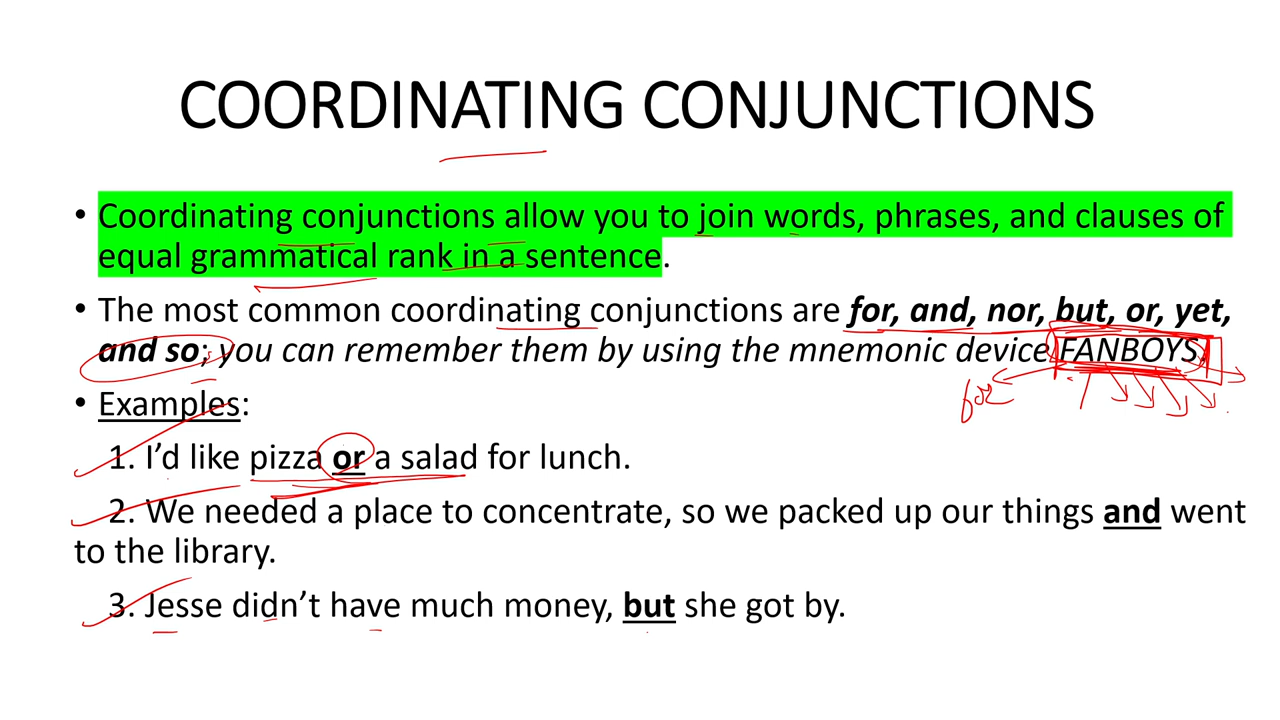 COORDINATING CONJUNCTIONS
• Coordinating conjunctions allow you to join words, phrases, and clauses of
equal grammatical rank in a sentence.
• The most common coordinating conjunctions are for, and, nor, but, or, yet,
and so; you can remember them by using the mnemonic device FANBOYS.
for
• Examples:
1. I'd like pizza or a salad for lunch.
2. We needed a place to concentrate, so we packed up our things and went
to the library.
3. Jesse didn't have much money, but she got by.